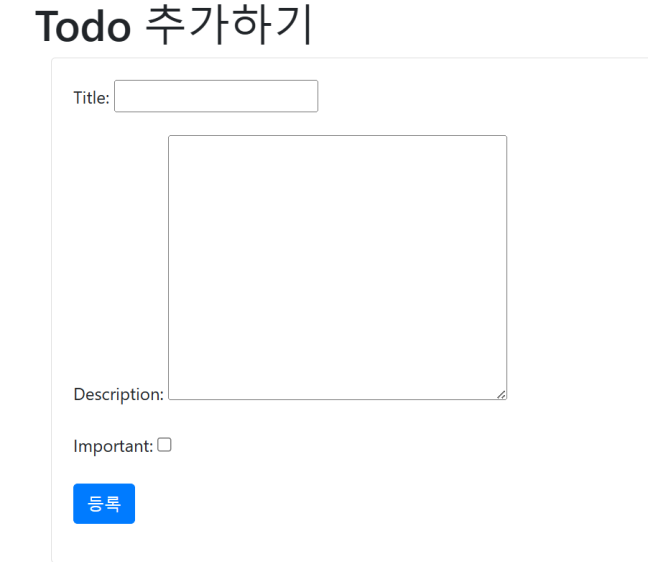 Todo 추가하기
Title:
Description:
Important:
등록